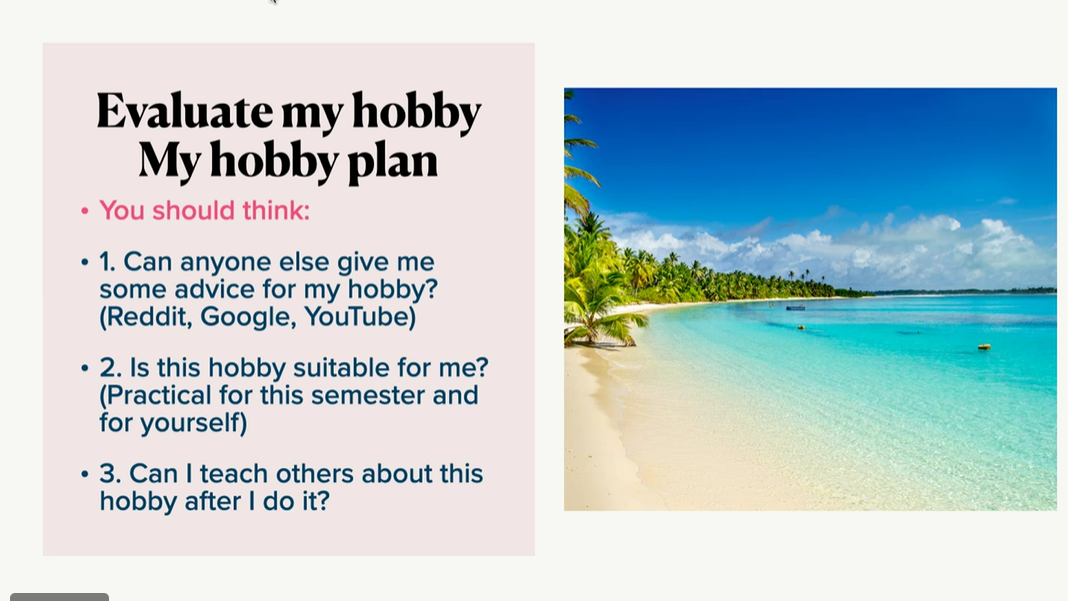 Evaluate my hobby
My hobby plan
• You should think:
• 1. Can anyone else give me
some advice for my hobby?
(Reddit, Google, YouTube)
• 2. Is this hobby suitable for me?
(Practical for this semester and
for yourself)
• 3. Can I teach others about this
hobby after I do it?